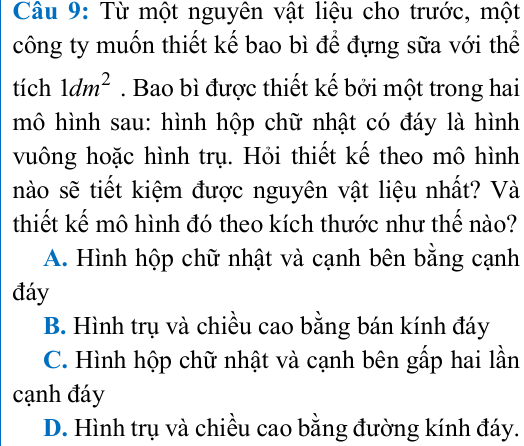 Câu 9: Từ một nguyên vật liệu cho trước, một
công ty muốn thiết kế bao bì để đựng sữa với thể
tích 1dm² . Bao bì được thiết kế bởi một trong hai
mô hình sau: hình hộp chữ nhật có đáy là hình
vuông hoặc hình trụ. Hỏi thiết kế theo mô hình
nào sẽ tiết kiệm được nguyên vật liệu nhất? Và
thiết kế mô hình đó theo kích thước như thế nào?
A. Hình hộp chữ nhật và cạnh bên bằng cạnh
đáy
B. Hình trụ và chiều cao bằng bán kính đáy
C. Hình hộp chữ nhật và cạnh bên gấp hai lần
cạnh đáy
D. Hình trụ và chiều cao bằng đường kính đáy.